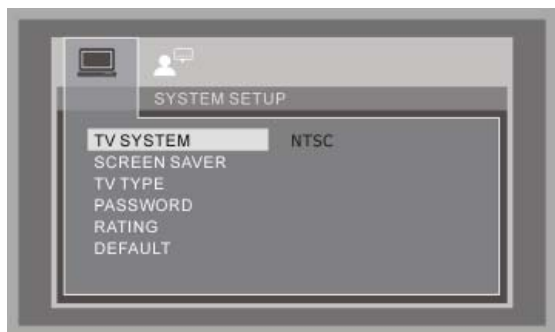 SYSTEM SETUP
TV SYSTEM NTSC
SCREEN SAVER
TV TYPE
PASSWORD
RATING
DEFAULT